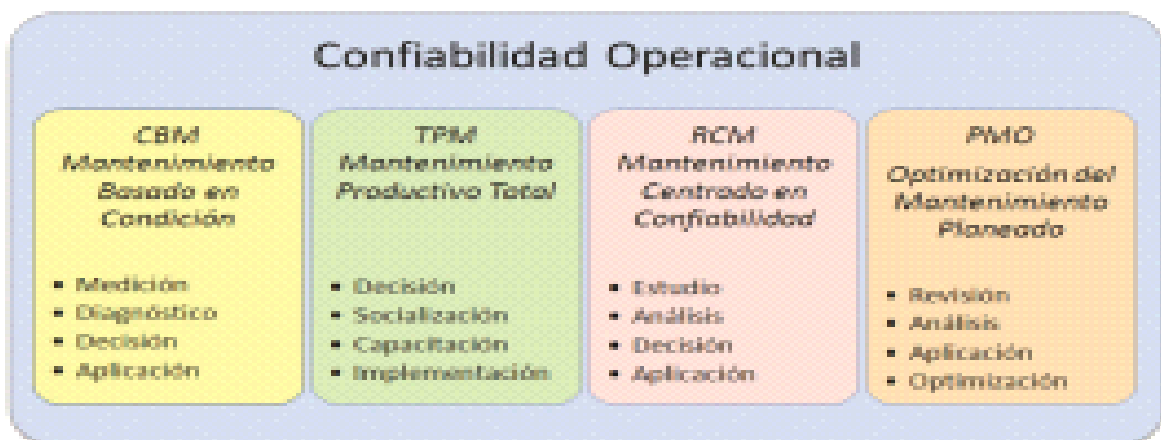 Confiabilidad Operacional
CBM
Mantenimiento
Basado en
Condición
• Medición
• Diagnóstico
• Decisión
• Aplicación
TPM
Mantenimiento
Productivo Total
• Decisión
• Socialización
• Capacitación
• Implementación
RCM
Mantenimiento
Centrado en
Confiabilidad
• Estudio
• Análisis
• Decisión
• Aplicación
PMO
Optimización del
Mantenimiento
Planeado
• Revisión
• Análisis
• Aplicación
• Optimización